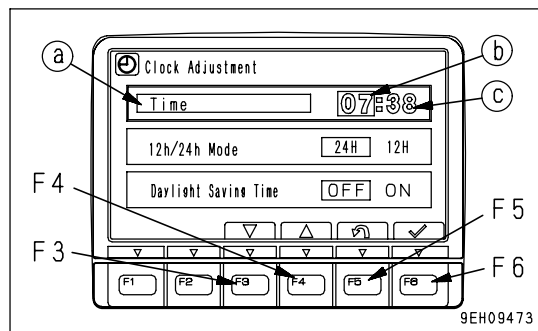 a
b
Clock Adjustment
Time 07:38
c
12h/24h Mode 24H 12H
Daylight Saving Time OFF ON
F4
F5
F3
F6
F1 F2 F3 F4 F5 F6
9EH09473